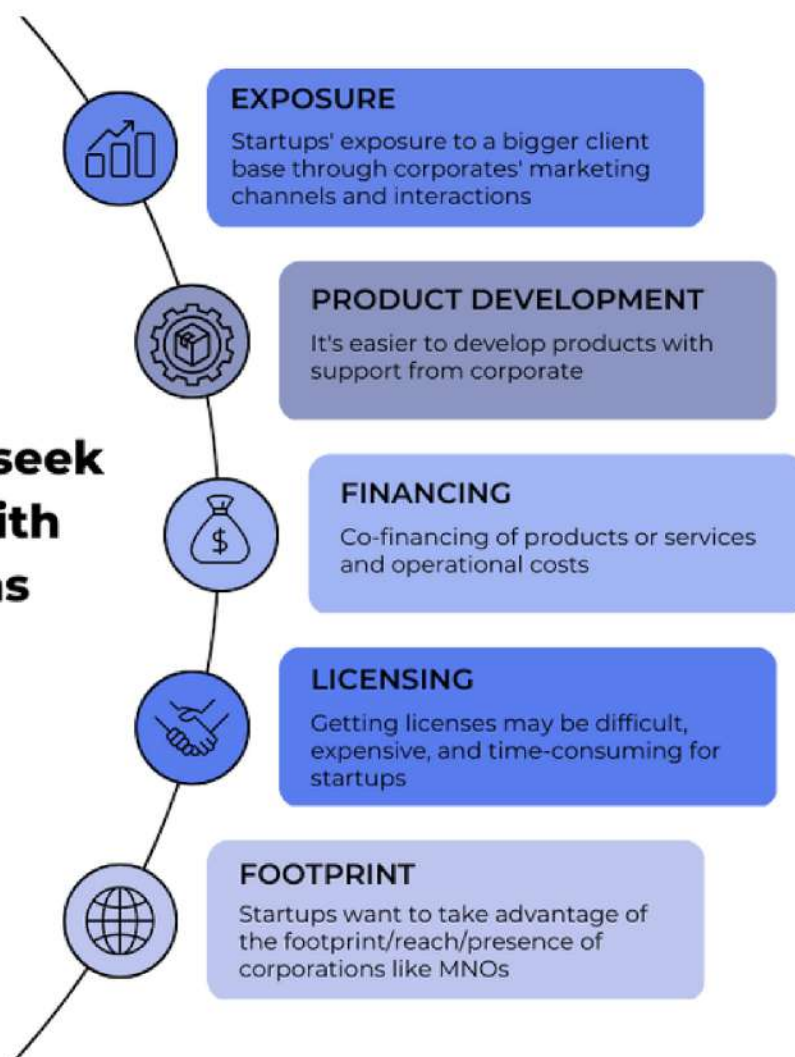 seek
ith
ns
EXPOSURE
Startups' exposure to a bigger client
base through corporates' marketing
channels and interactions
PRODUCT DEVELOPMENT
It's easier to develop products with
support from corporate
FINANCING
Co-financing of products or services
and operational costs
LICENSING
Getting licenses may be difficult,
expensive, and time-consuming for
startups
FOOTPRINT
Startups want to take advantage of
the footprint/reach/presence of
corporations like MNOs